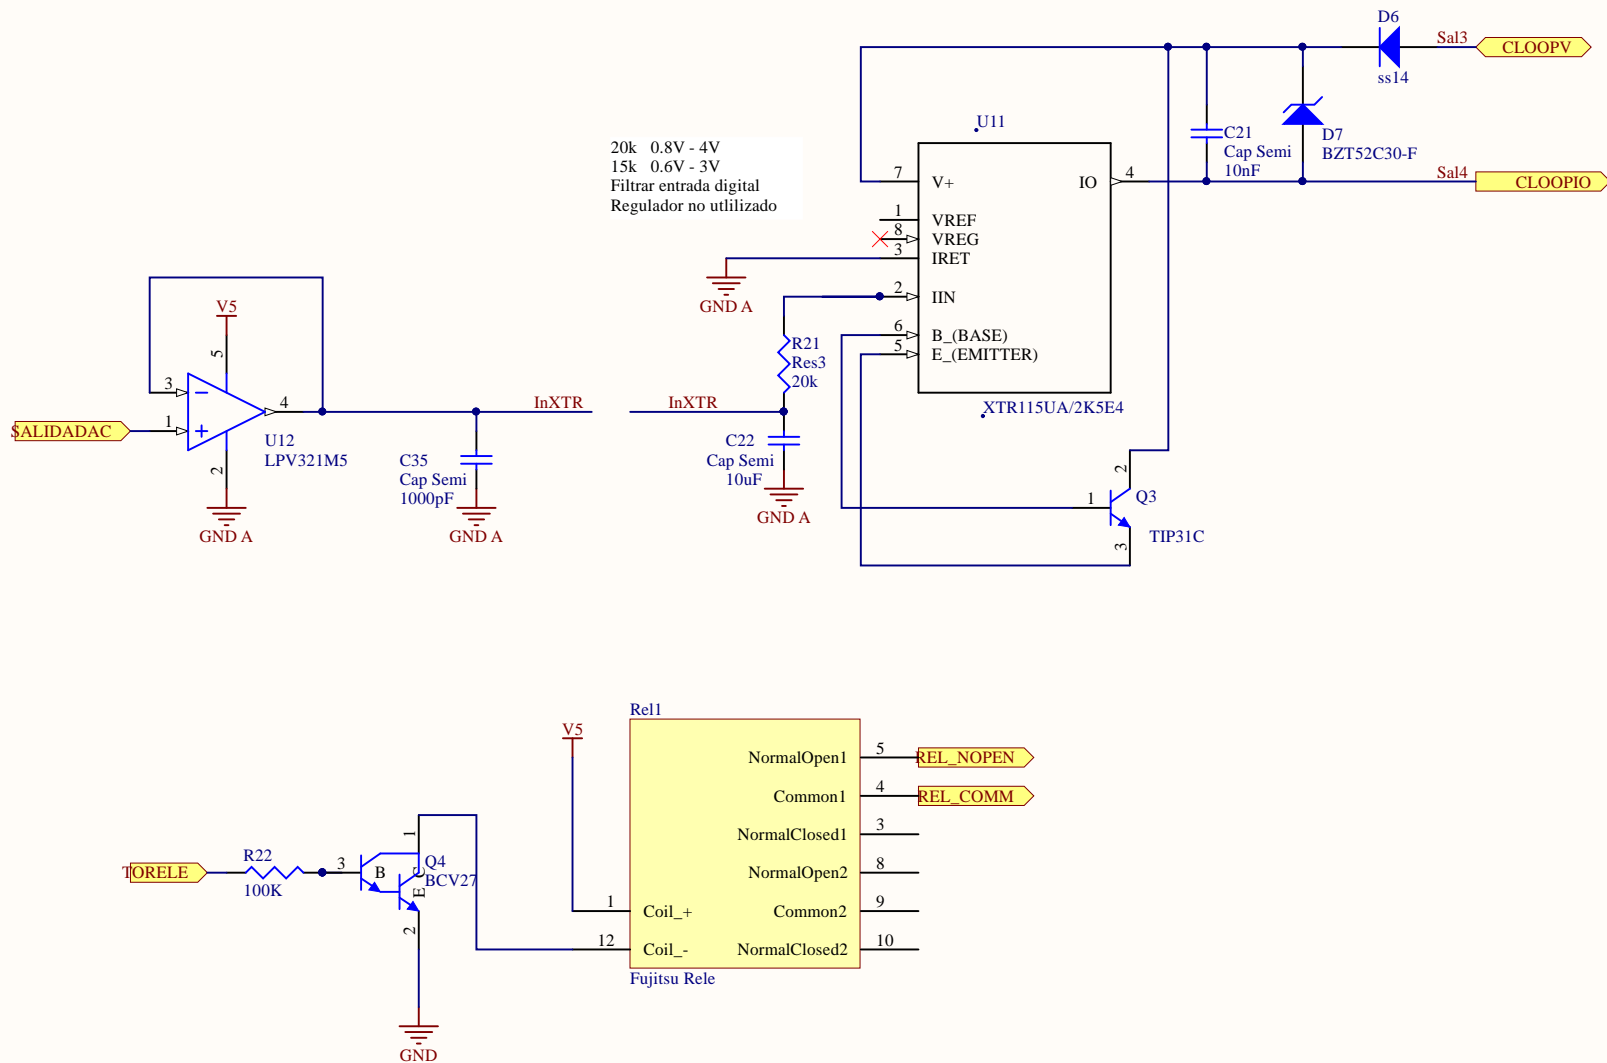 D6
Sal3
CLOOPV
ss14
U11
20k 0.8V - 4V
15k 0.6V - 3V
Filtrar entrada digital
Regulador no utlilizado
C21
Cap Semi
10nF
D7
BZT52C30-F
7
V+
IO
4
Sal4
CLOOPIO
1
VREF
8
VREG
3
IRET
GND A
2
IIN
6
B_(BASE)
5
E_(EMITTER)
XTR115UA/2K5E4
R21
Res3
20k
V5
5
3
4
1
2
SALIDADAC
U12
LPV321M5
GND A
InXTR
InXTR
C35
Cap Semi
1000pF
GND A
C22
Cap Semi
10uF
GND A
2
1
Q3
3
TIP31C
Rel1
V5
NormalOpen1
5
REL_NOPEN
Common1
4
REL_COMM
NormalClosed1
3
NormalOpen2
8
1
Coil_+
Common2
9
12
Coil_-
NormalClosed2
10
Fujitsu Rele
TORELE
R22
100K
3
B
1
C
E
Q4
BCV27
2
GND